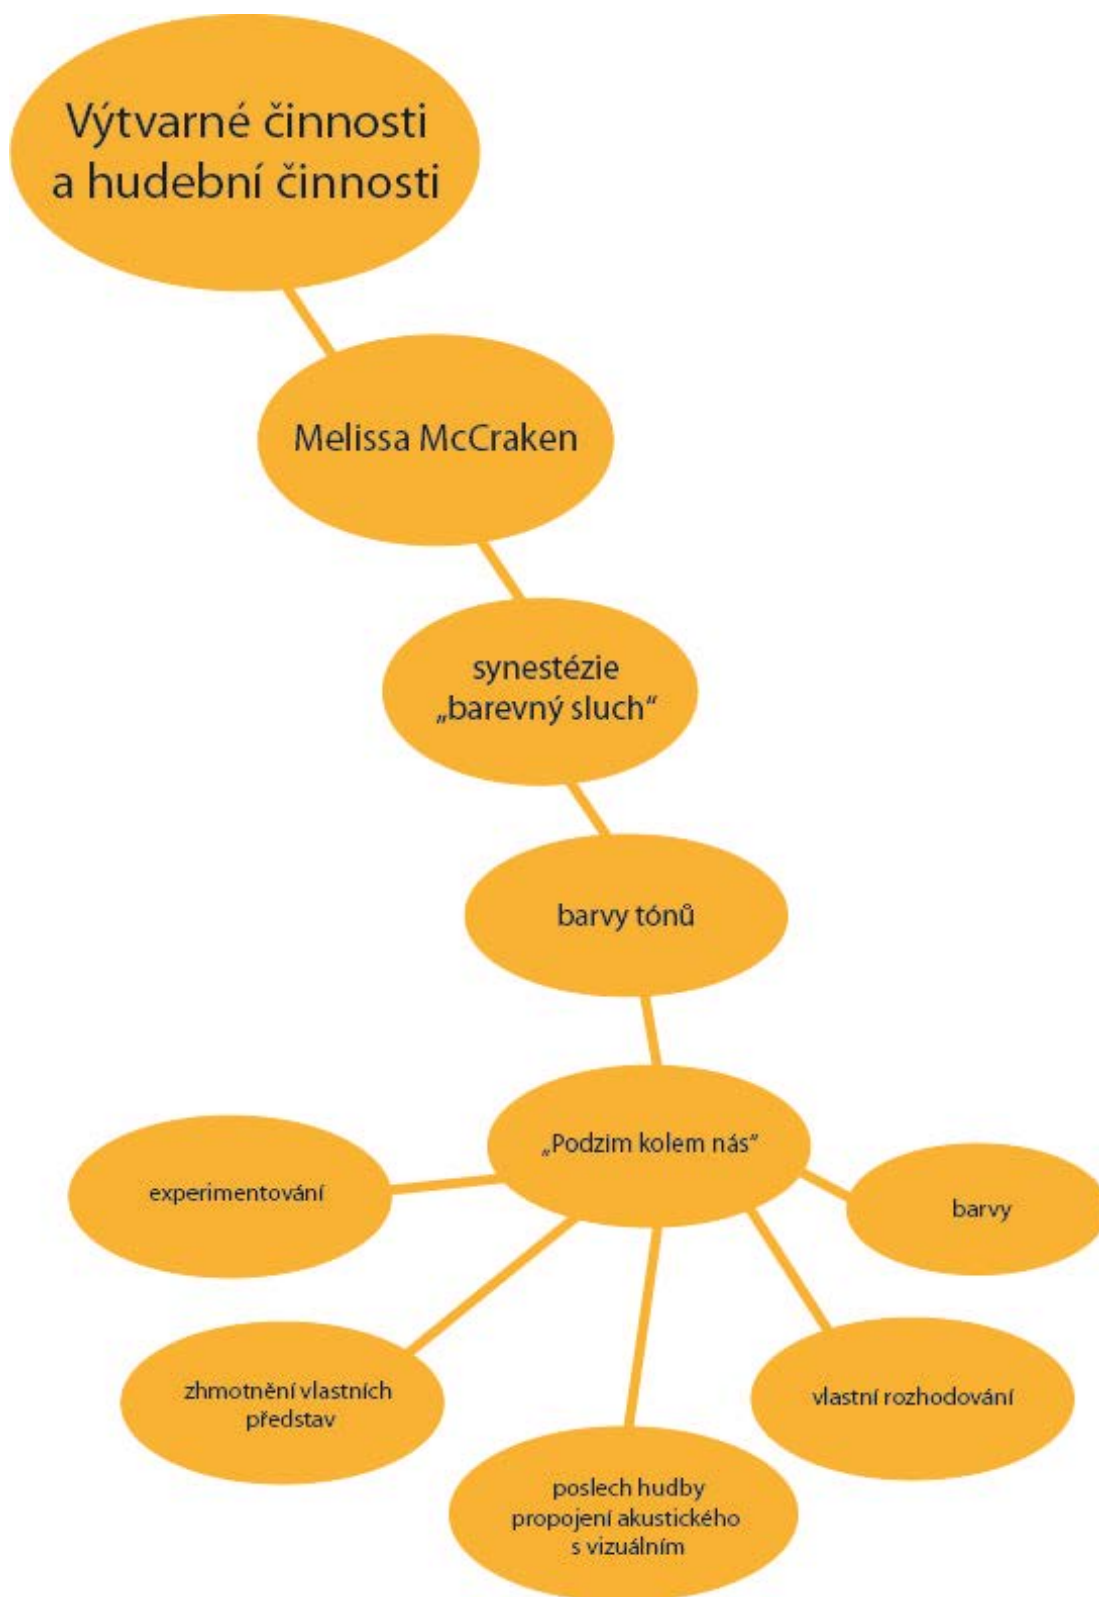 Výtvarné činnosti
a hudební činnosti
Melissa McCraken
synestézie
„barevný sluch“
barvy tónů
„Podzim kolem nás“
experimentování
barvy
zhmotnění vlastních
představ
vlastní rozhodování
poslech hudby
propojení akustického
s vizuálním